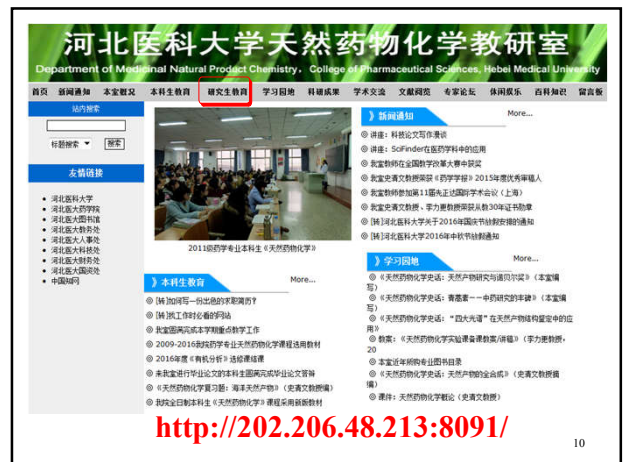 河北医科大学天然药物化学教研室
Department of Medicinal Natural Product Chemistry, College of Pharmaceutical Sciences, Hebei Medical University
首页 新闻通知 本室概况 本科生教育 研究生教育 学习园地 科研成果 学术交流 文献阅览 专家论坛 休闲娱乐 百科知识 留言板
站内搜索
标题搜索 搜索
友情链接
河北医科大学
河北医大药学院
河北医大图书馆
河北医大教务处
河北医大人事处
河北医大科技处
河北医大财务处
河北医大国资处
中国知网
2011级药学专业本科生《天然药物化学》
》本科生教育 More...
[转]如何写一份出色的求职简历?
[转]找工作时必看的网站
我室圆满完成本学期重点教学工作
2009-2016我院药学专业天然药物化学课程选用教材
2016年度《有机分析》选修课结课
来我室进行毕业论文的本科生圆满完成毕业论文答辩
《天然药物化学复习题:海洋天然产物》(史清文教授编)
我院全日制本科生《天然药物化学》课程采用新版教材
》新闻通知 More...
讲座:科技论文写作漫谈
讲座:SciFinder在医药学科中的应用
我室教师在全国教学改革大赛中获奖
我室史清文教授荣获《药学学报》2015年度优秀审稿人
我室教师参加第11届先正达国际学术会议(上海)
我室史清文教授、李力更教授荣获从教30年证书勋章
[转]河北医科大学关于2016年国庆节放假安排的通知
[转]河北医科大学2016年中秋节放假通知
》学习园地 More...
《天然药物化学史话:天然产物研究与诺贝尔奖》(本室编
写)
《天然药物化学史话:青蒿素--中药研究的丰碑》(本室编
写)
《天然药物化学史话:“四大光谱”在天然产物结构鉴定中的应
用》
教案:《天然药物化学实验课备课教案/讲稿》(李力更教授,
20
本室近年所购专业图书目录
《天然药物化学史话:天然产物的全合成》(史清文教授编
编)
课件:天然药物化学概论(史清文教授)
http://202.206.48.213:8091/
10